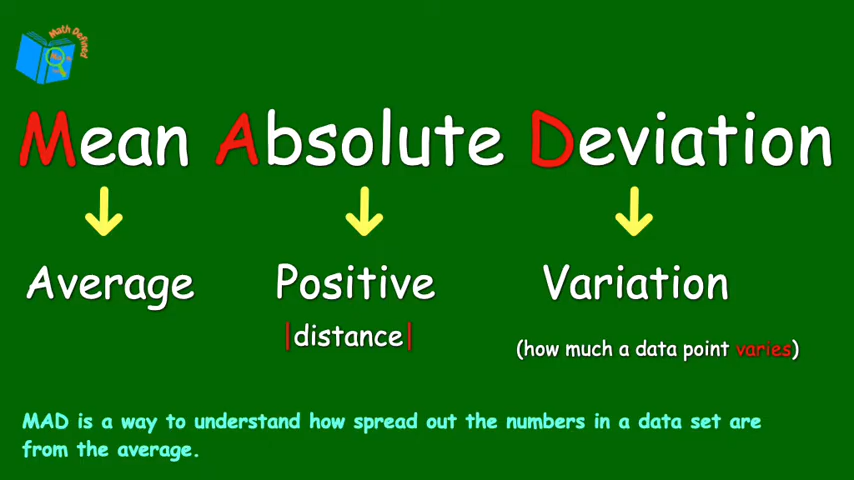 Math Defined
Mean Absolute Deviation
Average Positive Variation
|distance|
(how much a data point varies)
MAD is a way to understand how spread out the numbers in a data set are
from the average.